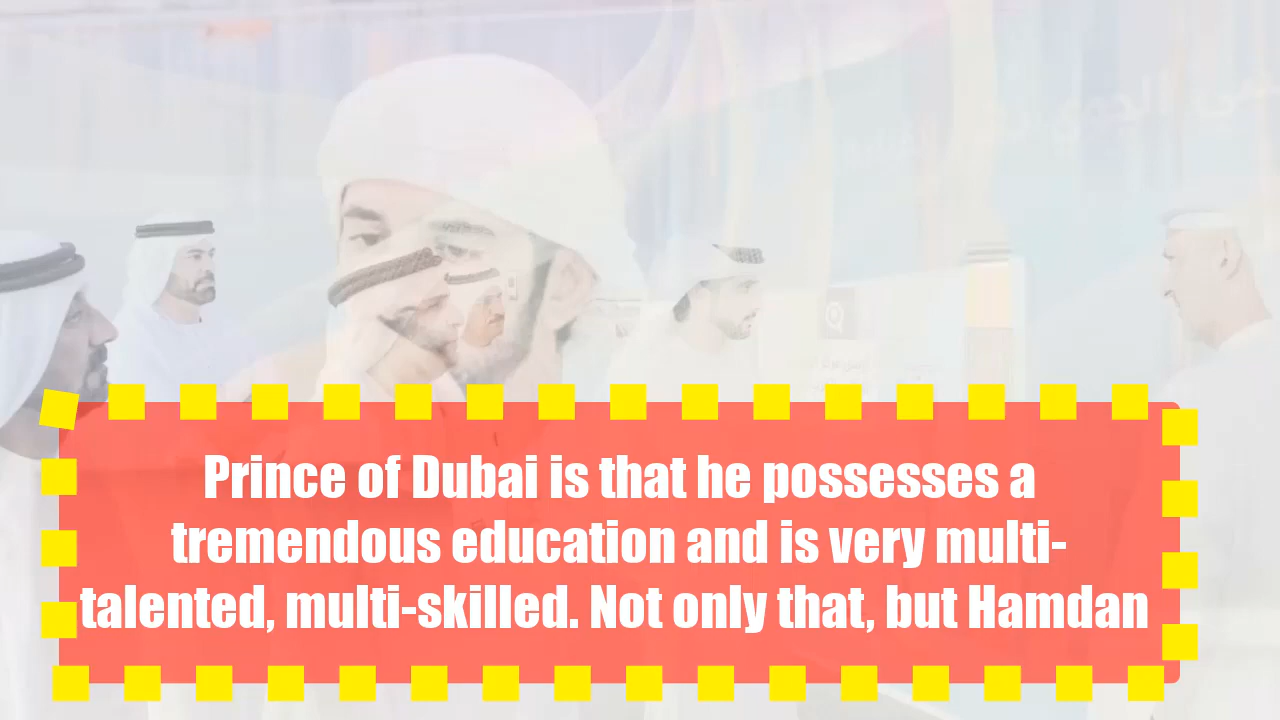 Prince of Dubai is that he possesses a
tremendous education and is very multi-
talented, multi-skilled. Not only that, but Hamdan